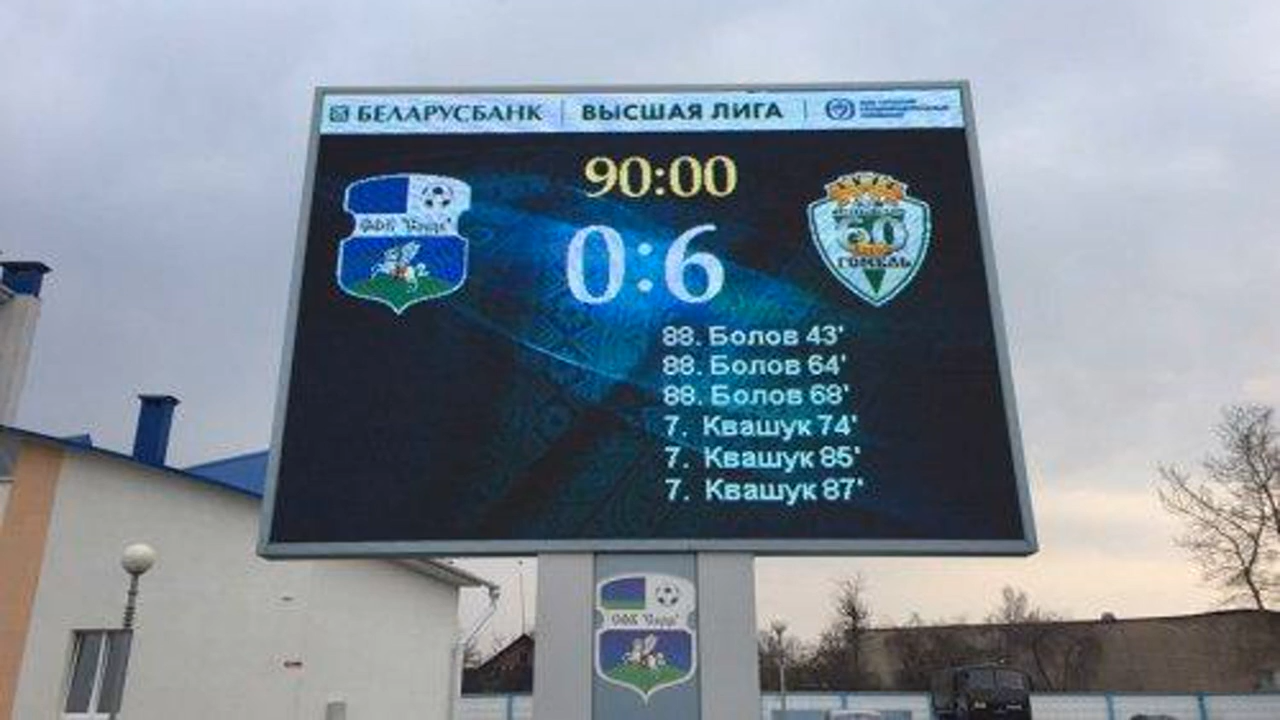 БЕЛАРУСБАНК
ВЫСШАЯ ЛИГА
90:00
0:6
60
ГОМЕЛЬ
88. Болов 43'
88. Болов 64'
88. Болов 68'
7. Квашук 74'
7. Квашук 85'
7. Квашук 87'